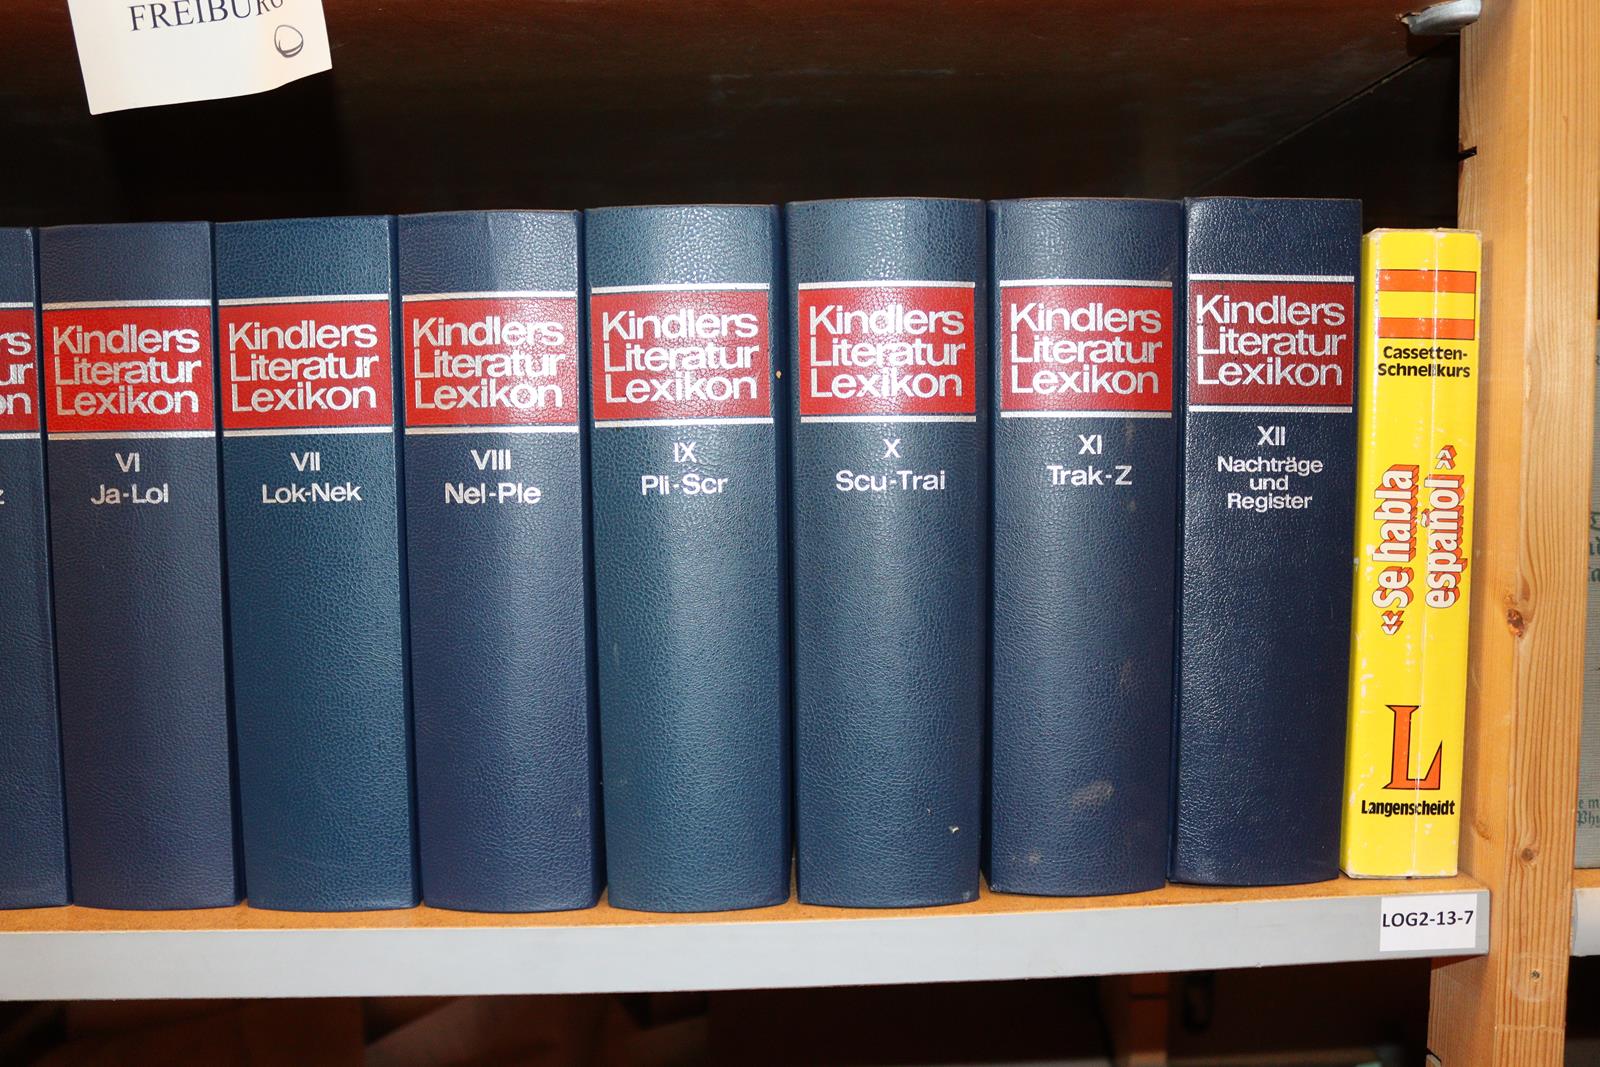 FREIBURG
Kindlers
Literatur
Lexikon
VI
Ja-Lol
Kindlers
Literatur
Lexikon
VII
Lok-Nek
Kindlers
Literatur
Lexikon
VIII
Nel-Ple
Kindlers
Literatur
Lexikon
IX
Pli-Scr
Kindlers
Literatur
Lexikon
X
Scu-Trai
Kindlers
Literatur
Lexikon
XI
Trak-Z
Kindlers
Literatur
Lexikon
XII
Nachträge
und
Register
Cassetten-
Schnellkurs
«Se habla
español»
L
Langenscheidt
LOG2-13-7